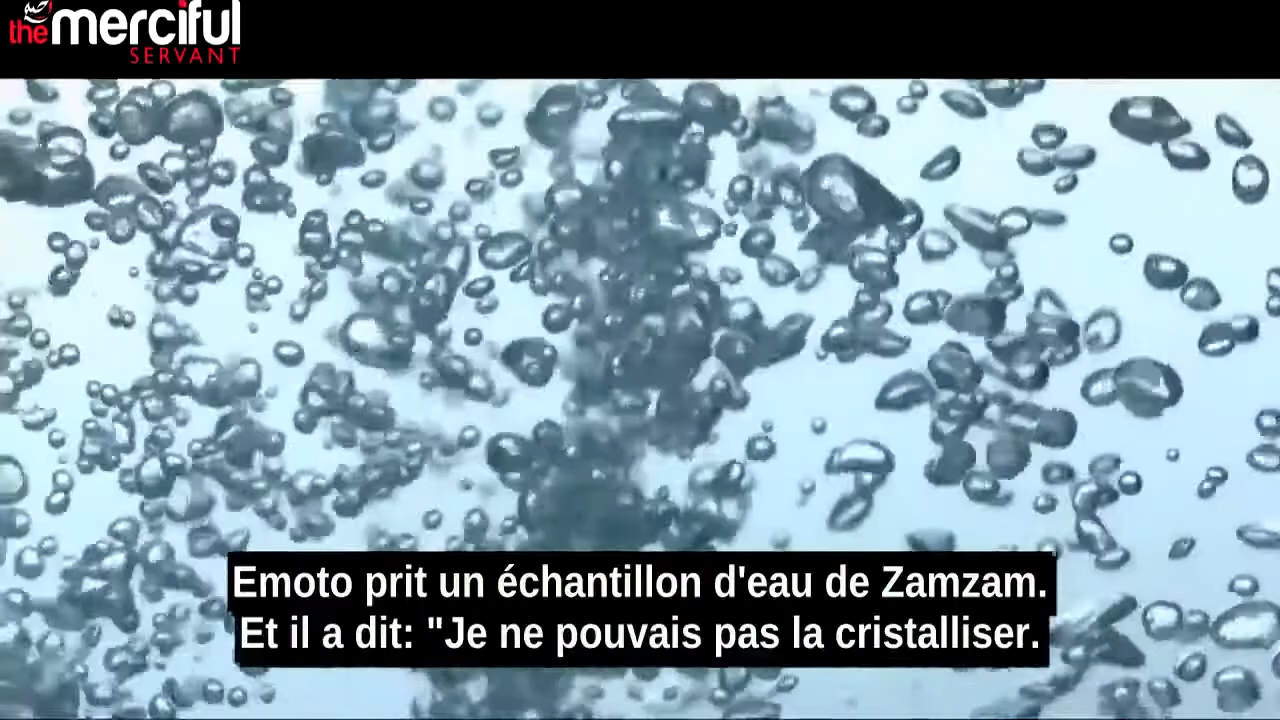 the merciful
SERVANT
Emoto prit un échantillon d'eau de Zamzam.
Et il a dit: "Je ne pouvais pas la cristalliser.